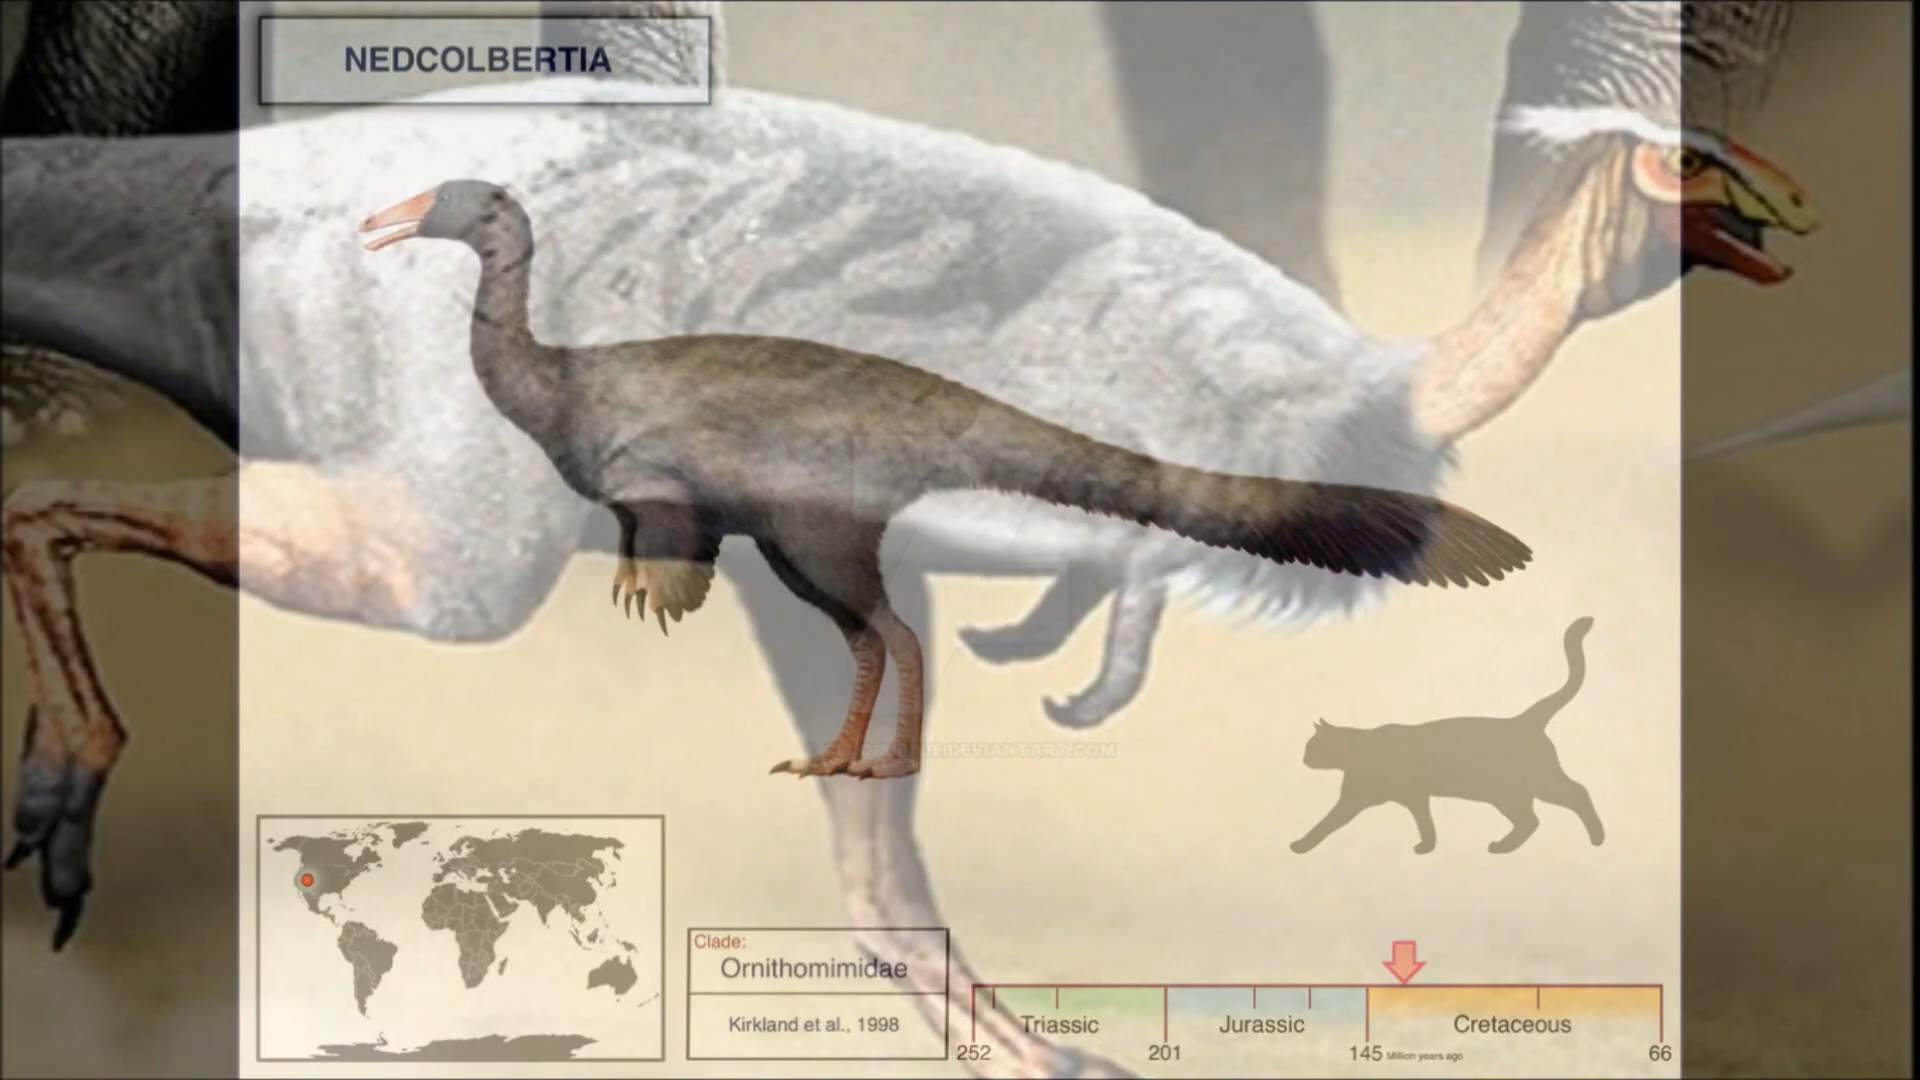 NEDCOLBERTIA
Clade:
Ornithomimidae
Kirkland et al., 1998
Triassic
Jurassic
Cretaceous
252
201
145 Million years ago
66